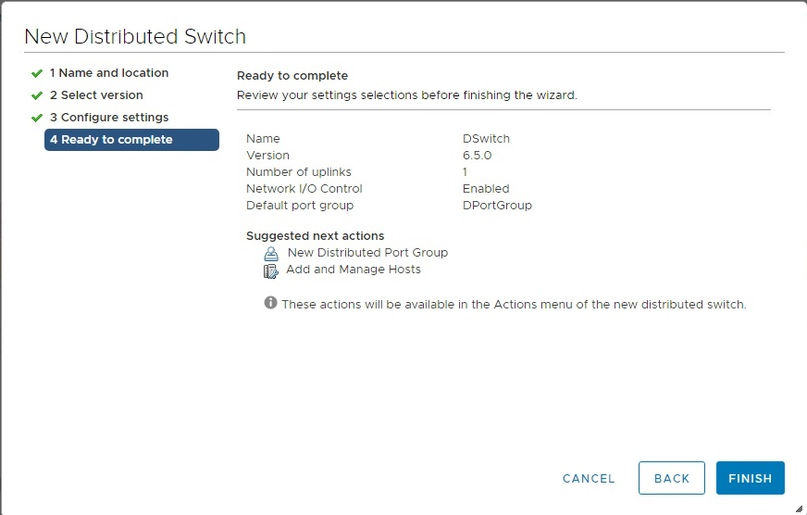 New Distributed Switch
1 Name and location
2 Select version
3 Configure settings
4 Ready to complete
Ready to complete
Review your settings selections before finishing the wizard.
Name DSwitch
Version 6.5.0
Number of uplinks 1
Network I/O Control Enabled
Default port group DPortGroup
Suggested next actions
New Distributed Port Group
Add and Manage Hosts
These actions will be available in the Actions menu of the new distributed switch.
CANCEL BACK FINISH